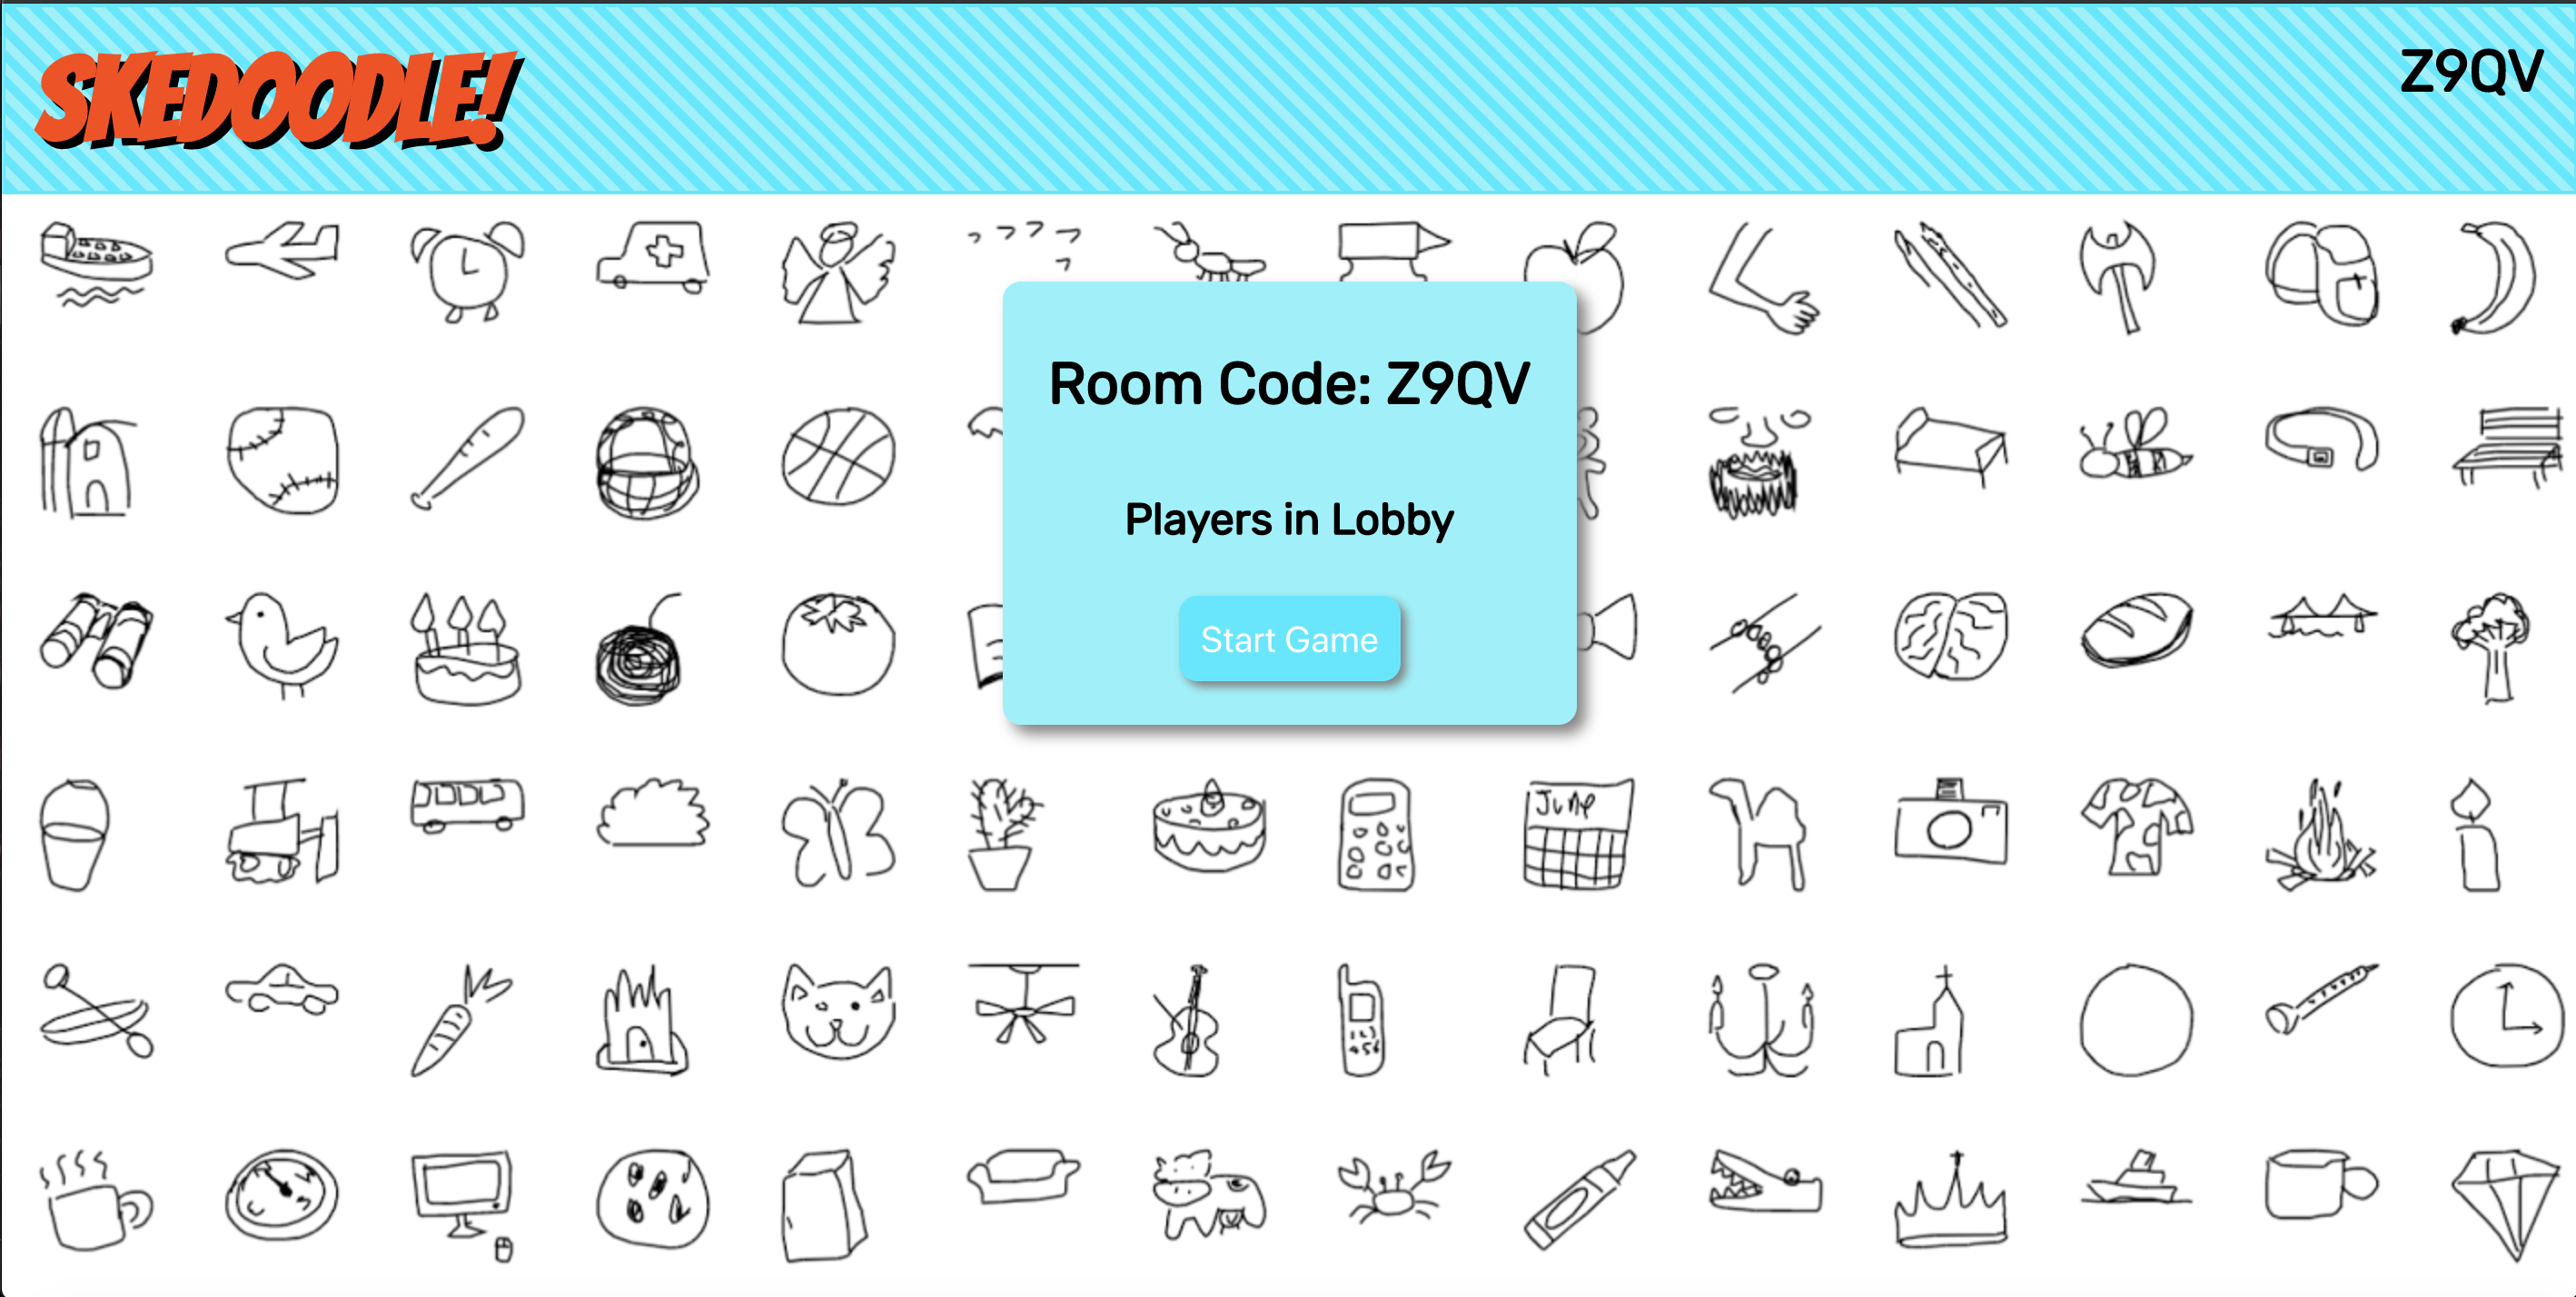 SKEDOODLE!
Z9QV
Room Code: Z9QV
Players in Lobby
Start Game
June